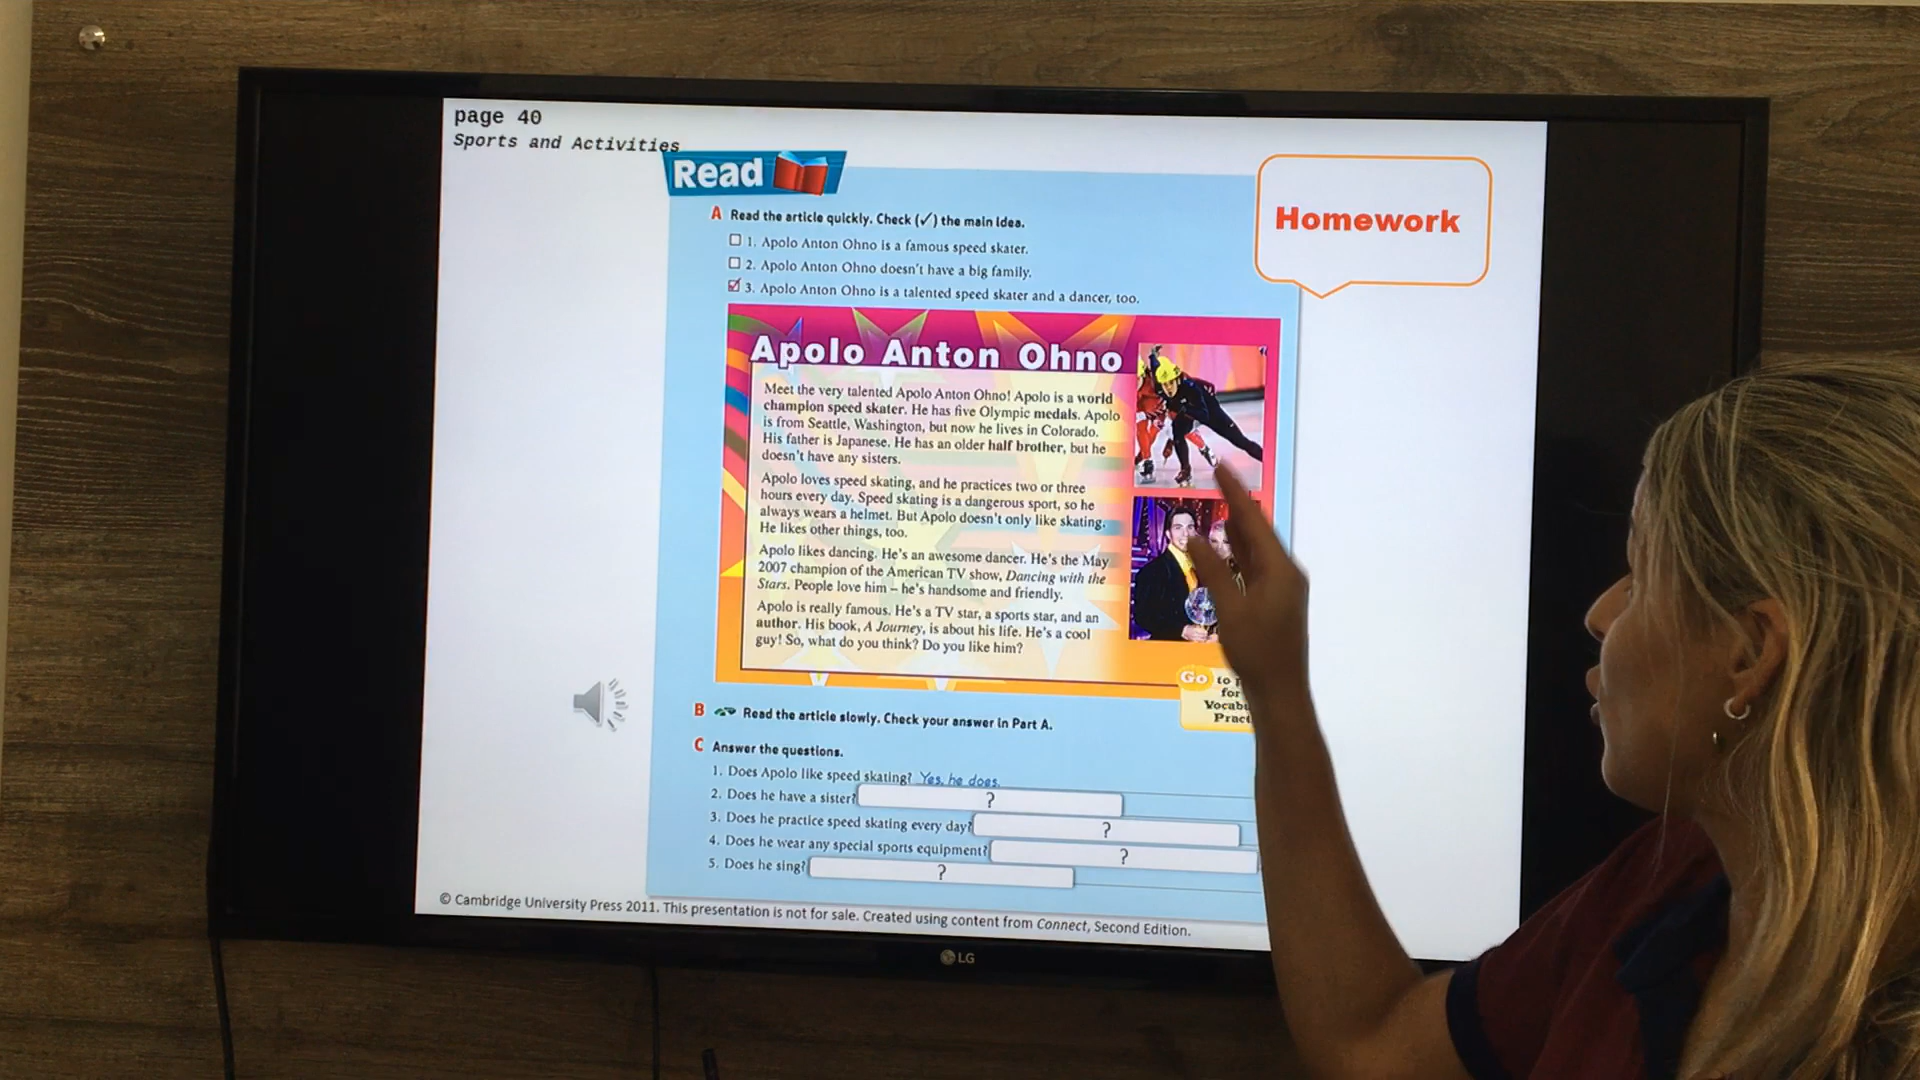 page 40
Sports and Activities
Read
Homework
A Read the article quickly. Check (✓) the main idea.
1. Apolo Anton Ohno is a famous speed skater.
2. Apolo Anton Ohno doesn't have a big family.
3. Apolo Anton Ohno is a talented speed skater and a dancer, too.
Apolo Anton Ohno
Meet the very talented Apolo Anton Ohno! Apolo is a world
champion speed skater. He has five Olympic medals. Apolo
is from Seattle, Washington, but now he lives in Colorado.
His father is Japanese. He has an older half brother, but he
doesn't have any sisters.
Apolo loves speed skating, and he practices two or three
hours every day. Speed skating is a dangerous sport, so he
always wears a helmet. But Apolo doesn't only like skating.
He likes other things, too.
Apolo likes dancing. He's an awesome dancer. He's the May
2007 champion of the American TV show, Dancing with the
Stars. People love him – he's handsome and friendly.
Apolo is really famous. He's a TV star, a sports star, and an
author. His book, A Journey, is about his life. He's a cool
guy! So, what do you think? Do you like him?
Go to
for
B Read the article slowly. Check your answer in Part A.
C Answer the questions.
1. Does Apolo like speed skating? Yes, he does.
2. Does he have a sister? ?
3. Does he practice speed skating every day? ?
4. Does he wear any special sports equipment? ?
5. Does he sing? ?
© Cambridge University Press 2011. This presentation is not for sale. Created using content from Connect, Second Edition.
LG